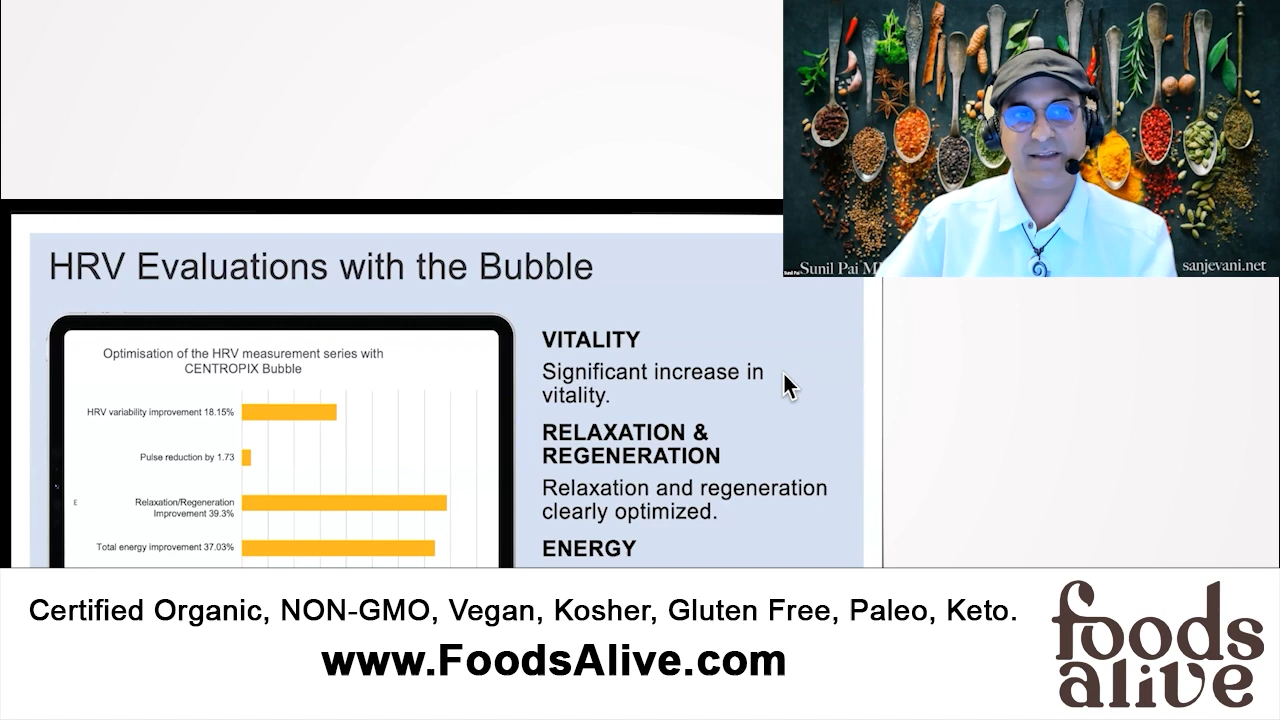 Sunil Pai M
sanjevani.net
Sunil Pai
HRV Evaluations with the Bubble
Optimisation of the HRV measurement series with
CENTROPIX Bubble
HRV variability improvement 18.15%
Pulse reduction by 1.73
Relaxation/Regeneration
Improvement 39.3%
Total energy improvement 37.03%
E
VITALITY
Significant increase in
vitality.
RELAXATION &
REGENERATION
Relaxation and regeneration
clearly optimized.
ENERGY
Certified Organic, NON-GMO, Vegan, Kosher, Gluten Free, Paleo, Keto.
www.FoodsAlive.com
foods
alive